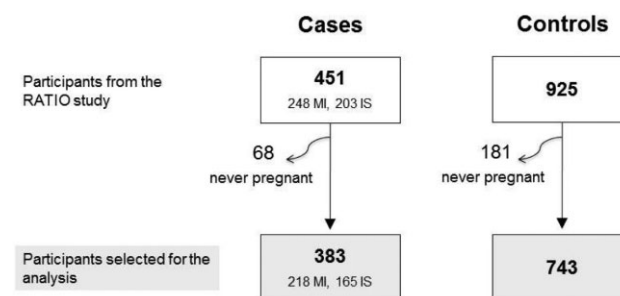 Cases
Controls
Participants from the
RATIO study
451
248 MI, 203 IS
925
68
never pregnant
181
never pregnant
Participants selected for the
analysis
383
218 MI, 165 IS
743